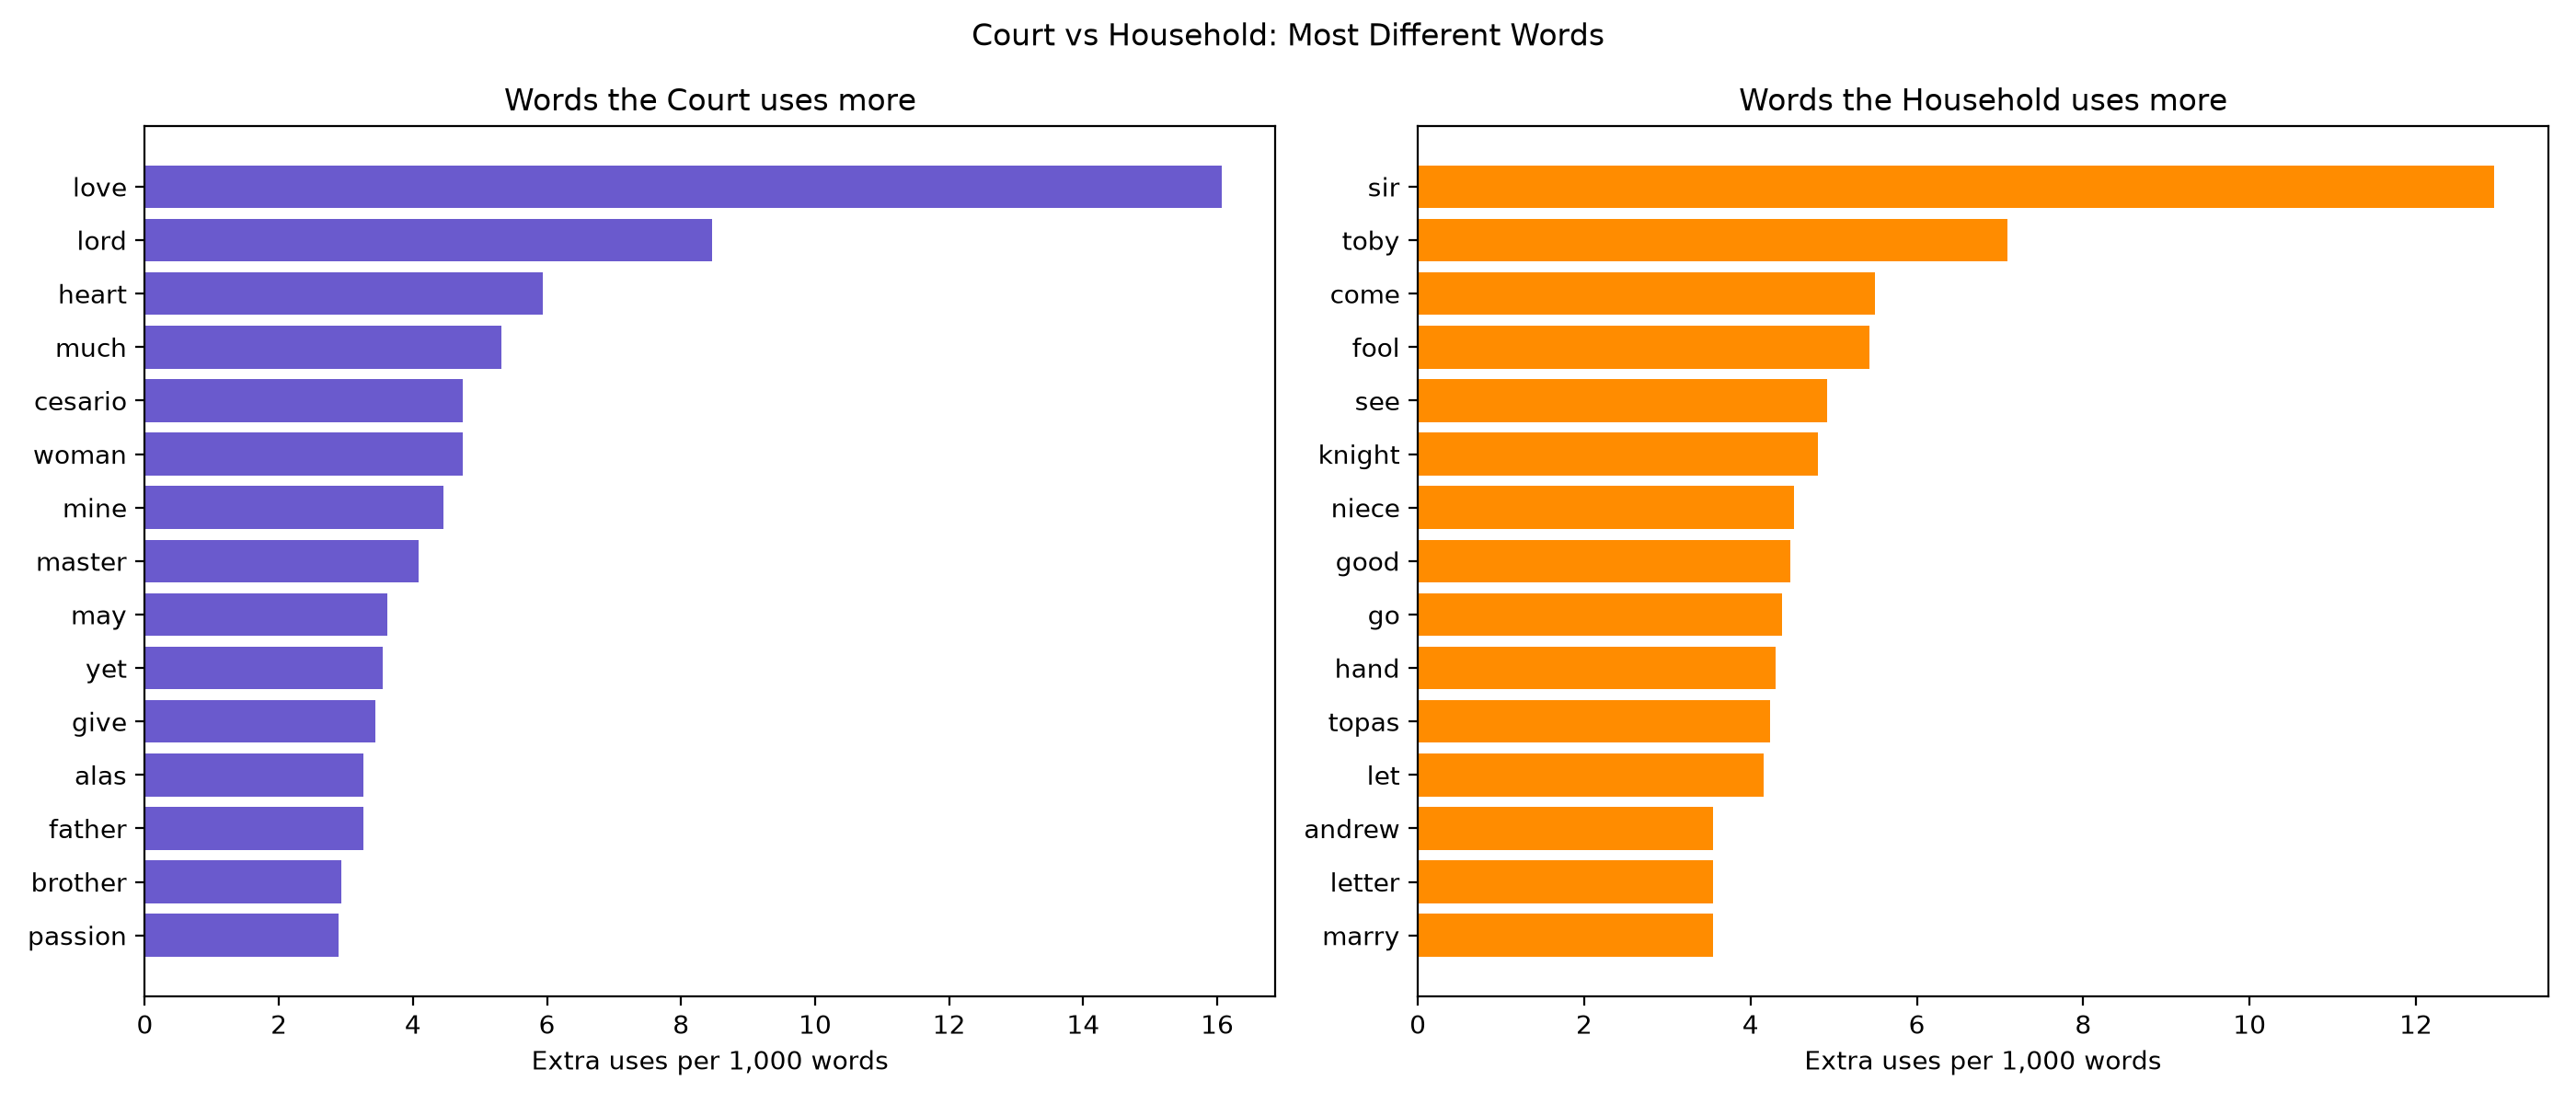 Court vs Household: Most Different Words
Words the Court uses more
love
lord
heart
much
cesario
woman
mine
master
may
yet
give
alas
father
brother
passion
0 2 4 6 8 10 12 14 16
Extra uses per 1,000 words
Words the Household uses more
sir
toby
come
fool
see
knight
niece
good
go
hand
topas
let
andrew
letter
marry
0 2 4 6 8 10 12
Extra uses per 1,000 words